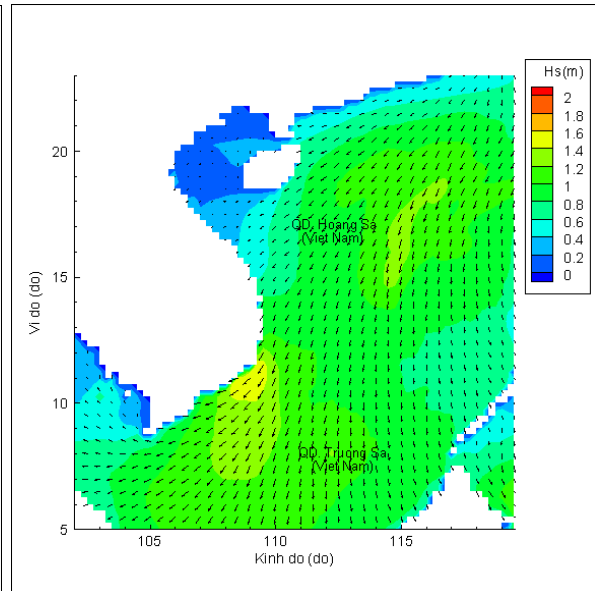 Hs(m)
2
1.8
1.6
1.4
1.2
1
0.8
0.6
0.4
0.2
0
20
15
10
5
Vi do (do)
QD. Hoang Sa
(Viet Nam)
QD. Truong Sa
(Viet Nam)
105
110
115
Kinh do (do)